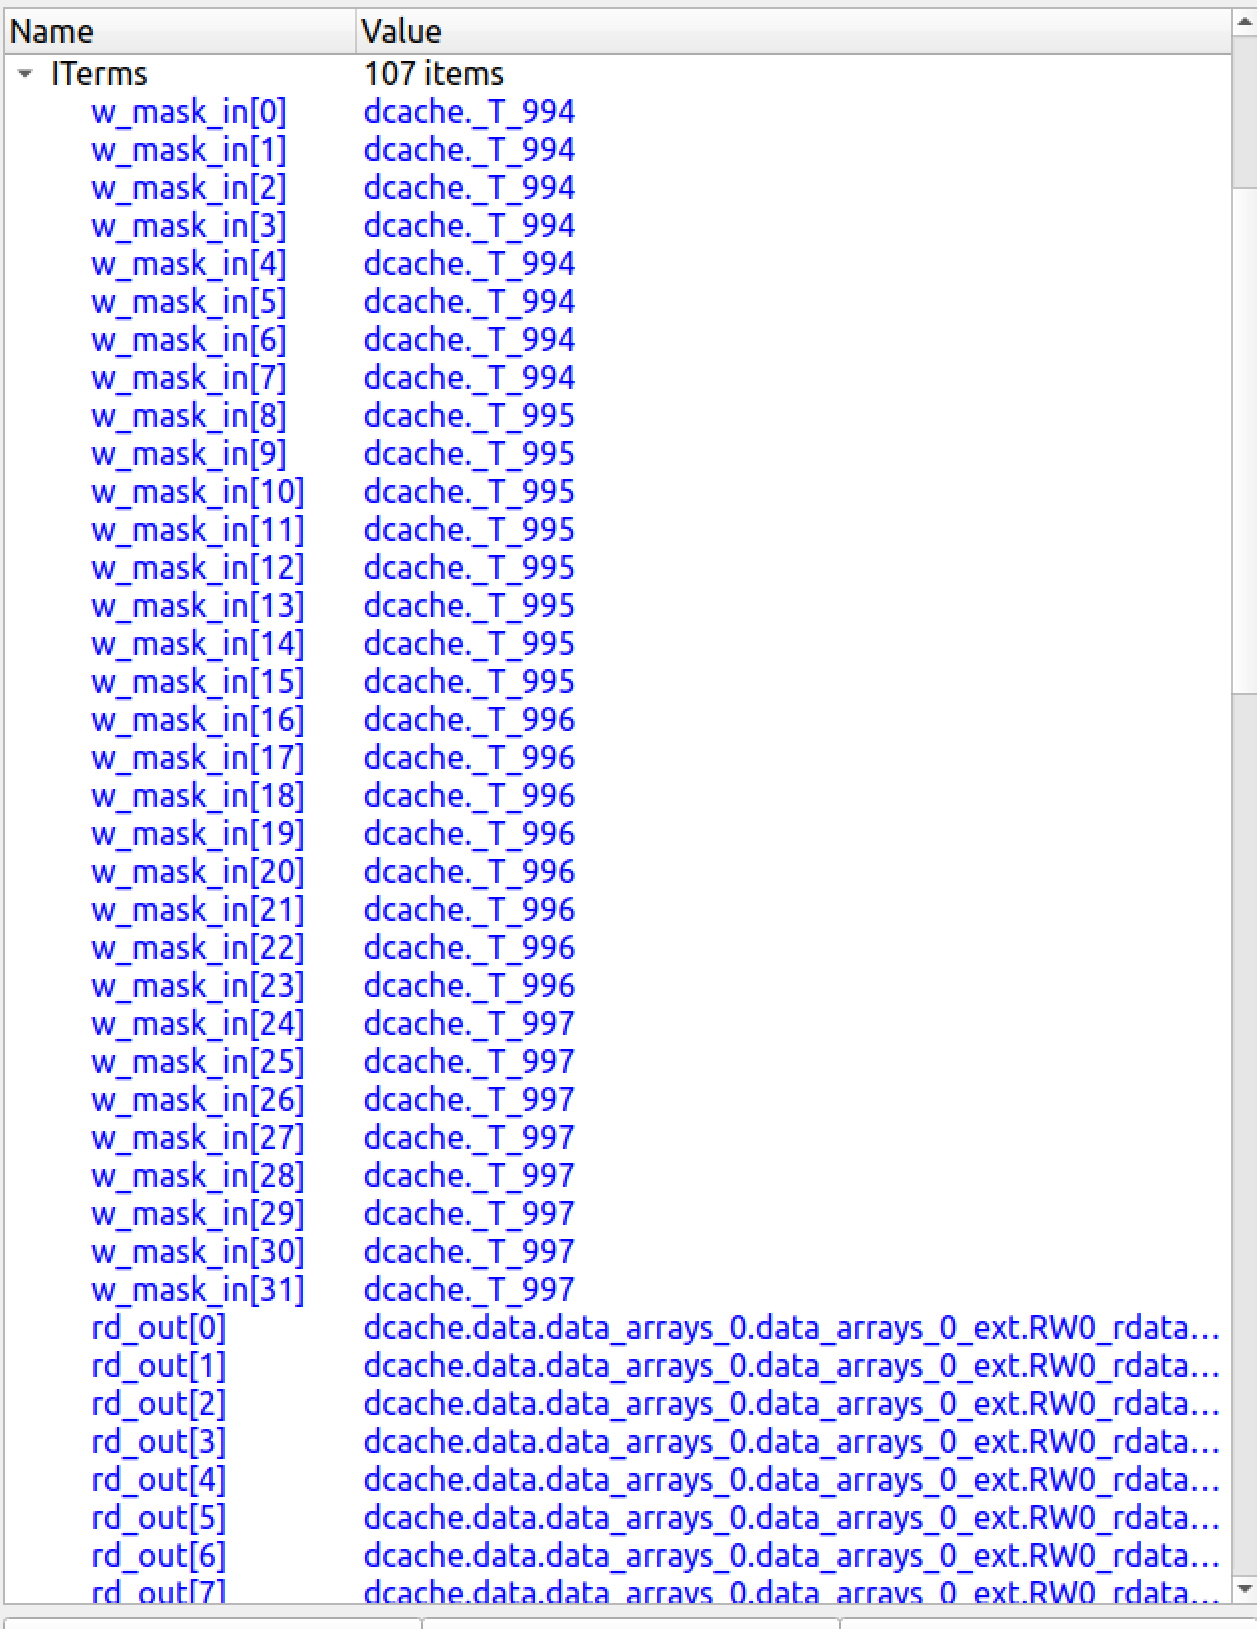 Name Value
ITerms 107 items
w_mask_in[0] dcache._T_994
w_mask_in[1] dcache._T_994
w_mask_in[2] dcache._T_994
w_mask_in[3] dcache._T_994
w_mask_in[4] dcache._T_994
w_mask_in[5] dcache._T_994
w_mask_in[6] dcache._T_994
w_mask_in[7] dcache._T_994
w_mask_in[8] dcache._T_995
w_mask_in[9] dcache._T_995
w_mask_in[10] dcache._T_995
w_mask_in[11] dcache._T_995
w_mask_in[12] dcache._T_995
w_mask_in[13] dcache._T_995
w_mask_in[14] dcache._T_995
w_mask_in[15] dcache._T_995
w_mask_in[16] dcache._T_996
w_mask_in[17] dcache._T_996
w_mask_in[18] dcache._T_996
w_mask_in[19] dcache._T_996
w_mask_in[20] dcache._T_996
w_mask_in[21] dcache._T_996
w_mask_in[22] dcache._T_996
w_mask_in[23] dcache._T_996
w_mask_in[24] dcache._T_997
w_mask_in[25] dcache._T_997
w_mask_in[26] dcache._T_997
w_mask_in[27] dcache._T_997
w_mask_in[28] dcache._T_997
w_mask_in[29] dcache._T_997
w_mask_in[30] dcache._T_997
w_mask_in[31] dcache._T_997
rd_out[0] dcache.data.data_arrays_0.data_arrays_0_ext.RW0_rdata...
rd_out[1] dcache.data.data_arrays_0.data_arrays_0_ext.RW0_rdata...
rd_out[2] dcache.data.data_arrays_0.data_arrays_0_ext.RW0_rdata...
rd_out[3] dcache.data.data_arrays_0.data_arrays_0_ext.RW0_rdata...
rd_out[4] dcache.data.data_arrays_0.data_arrays_0_ext.RW0_rdata...
rd_out[5] dcache.data.data_arrays_0.data_arrays_0_ext.RW0_rdata...
rd_out[6] dcache.data.data_arrays_0.data_arrays_0_ext.RW0_rdata...
rd_out[7] dcache.data.data_arrays_0.data_arrays_0_ext.RW0_rdata...